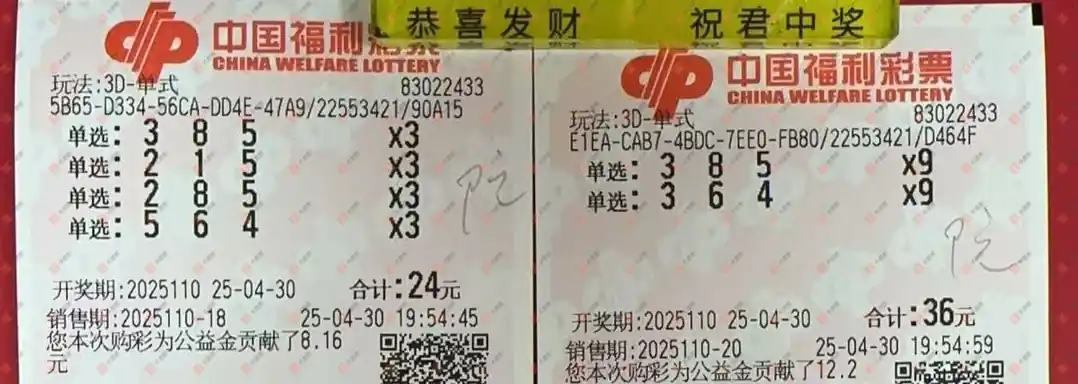 恭喜发财 祝君中奖
中国福利彩票
CHINA WELFARE LOTTERY
玩法:3D-单式 83022433
5B65-D334-56CA-DD4E-47A9/22553421/90A15
单选: 3 8 5 x3
单选: 2 1 5 x3
单选: 2 8 5 x3
单选: 5 6 4 x3
开奖期:2025110 25-04-30 合计:24元
销售期:2025110-18 25-04-30 19:54:45
您本次购彩为公益金贡献了8.16
元
中国福利彩票
CHINA WELFARE LOTTERY
玩法:3D-单式 83022433
E1EA-CAB7-4BDC-7EE0-FB80/22553421/D464F
单选: 3 8 5 x9
单选: 3 6 4 x9
开奖期:2025110 25-04-30 合计:36元
销售期:2025110-20 25-04-30 19:54:59
您本次购彩为公益金贡献了12.2